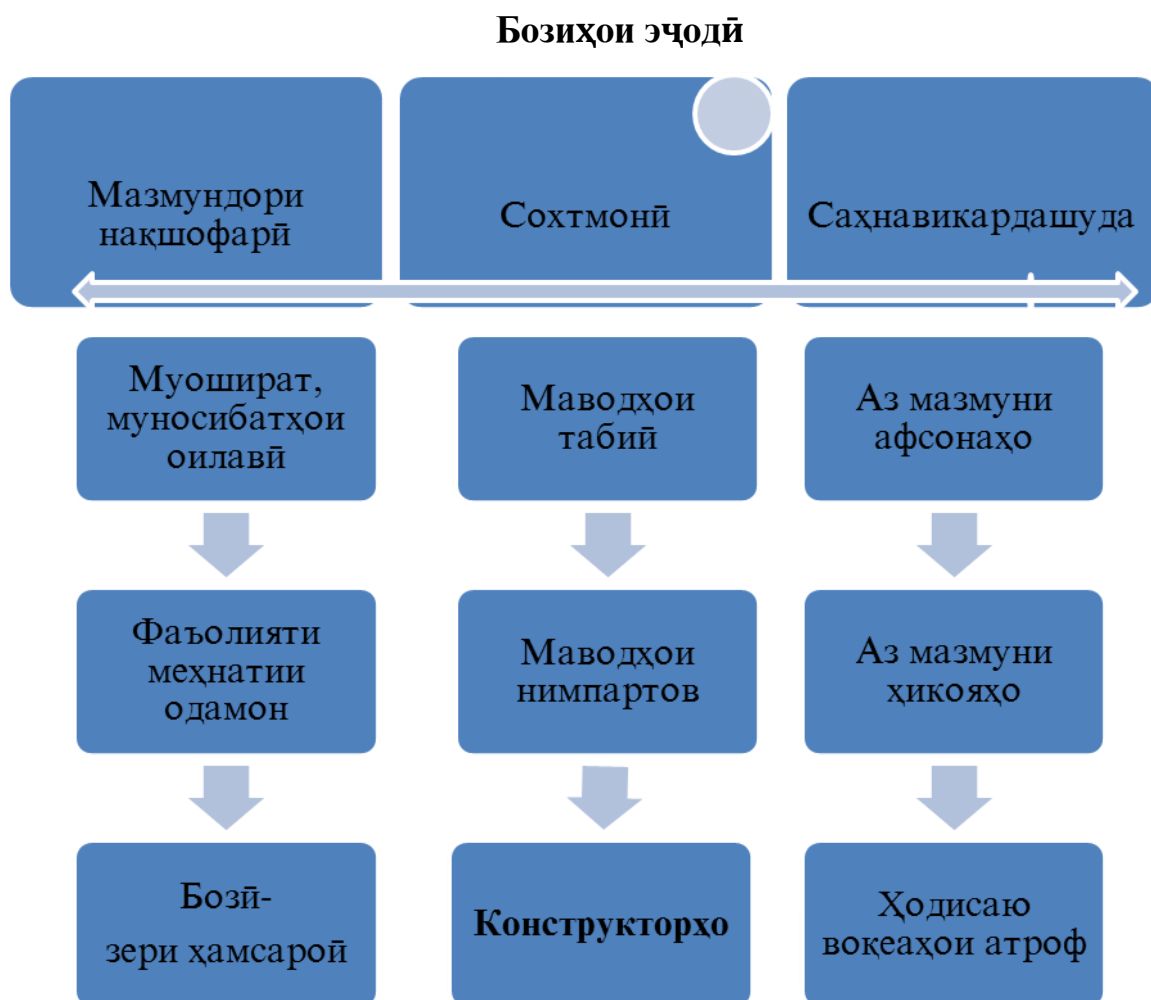 Бозиҳои эҷодӣ
Мазмундори
нақшофарӣ
Сохтмонӣ
Саҳнавикардашуда
Муошират,
муносибатҳои
оилавӣ
Маводҳои
табиӣ
Аз мазмуни
афсонаҳо
Фаъолияти
меҳнатии
одамон
Маводҳои
нимпартов
Аз мазмуни
ҳикояҳо
Бозӣ-
зери ҳамсароӣ
Конструкторҳо
Ҳодисаю
воқеаҳои атроф